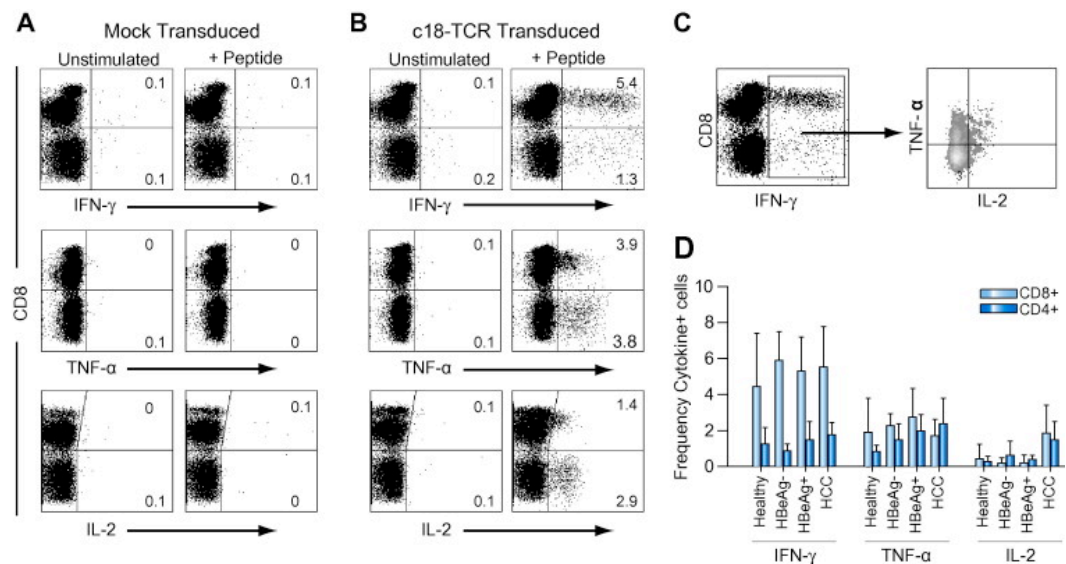 A
Mock Transduced
Unstimulated
+ Peptide
0.1
0.1
0.1
0.1
IFN-γ
0
0
0.1
0
TNF-α
0
0.1
0.1
0
IL-2
CD8
B
c18-TCR Transduced
Unstimulated
+ Peptide
0.1
5.4
0.2
1.3
IFN-γ
0.1
3.9
0.1
3.8
TNF-α
0.1
1.4
0.1
2.9
IL-2
C
CD8
IFN-γ
TNF-α
IL-2
D
Frequency Cytokine+ cells
10
8
6
4
2
0
CD8+
CD4+
Healthy
HBeAg-
HBeAg+
HCC
Healthy
HBeAg-
HBeAg+
HCC
Healthy
HBeAg-
HBeAg+
HCC
IFN-γ
TNF-α
IL-2